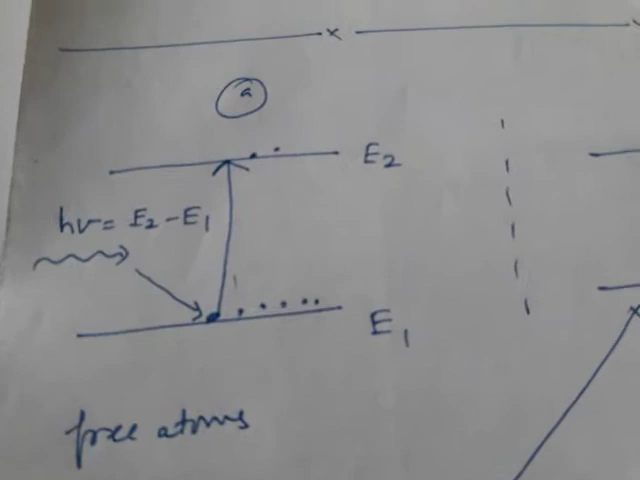 a
E₂
hν = E₂ - E₁
E₁
free atoms